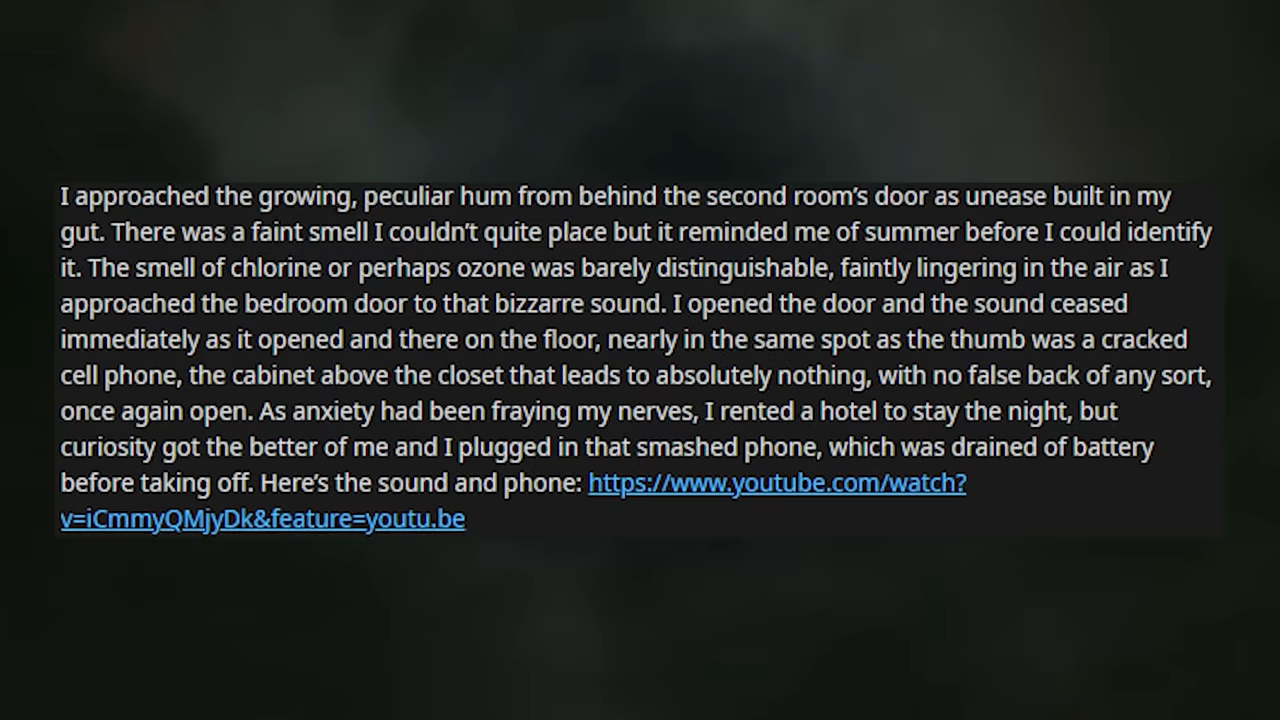 I approached the growing, peculiar hum from behind the second room’s door as unease built in my
gut. There was a faint smell I couldn’t quite place but it reminded me of summer before I could identify
it. The smell of chlorine or perhaps ozone was barely distinguishable, faintly lingering in the air as I
approached the bedroom door to that bizzarre sound. I opened the door and the sound ceased
immediately as it opened and there on the floor, nearly in the same spot as the thumb was a cracked
cell phone, the cabinet above the closet that leads to absolutely nothing, with no false back of any sort,
once again open. As anxiety had been fraying my nerves, I rented a hotel to stay the night, but
curiosity got the better of me and I plugged in that smashed phone, which was drained of battery
before taking off. Here’s the sound and phone: https://www.youtube.com/watch?
v=iCmmyQMjyDk&feature=youtu.be